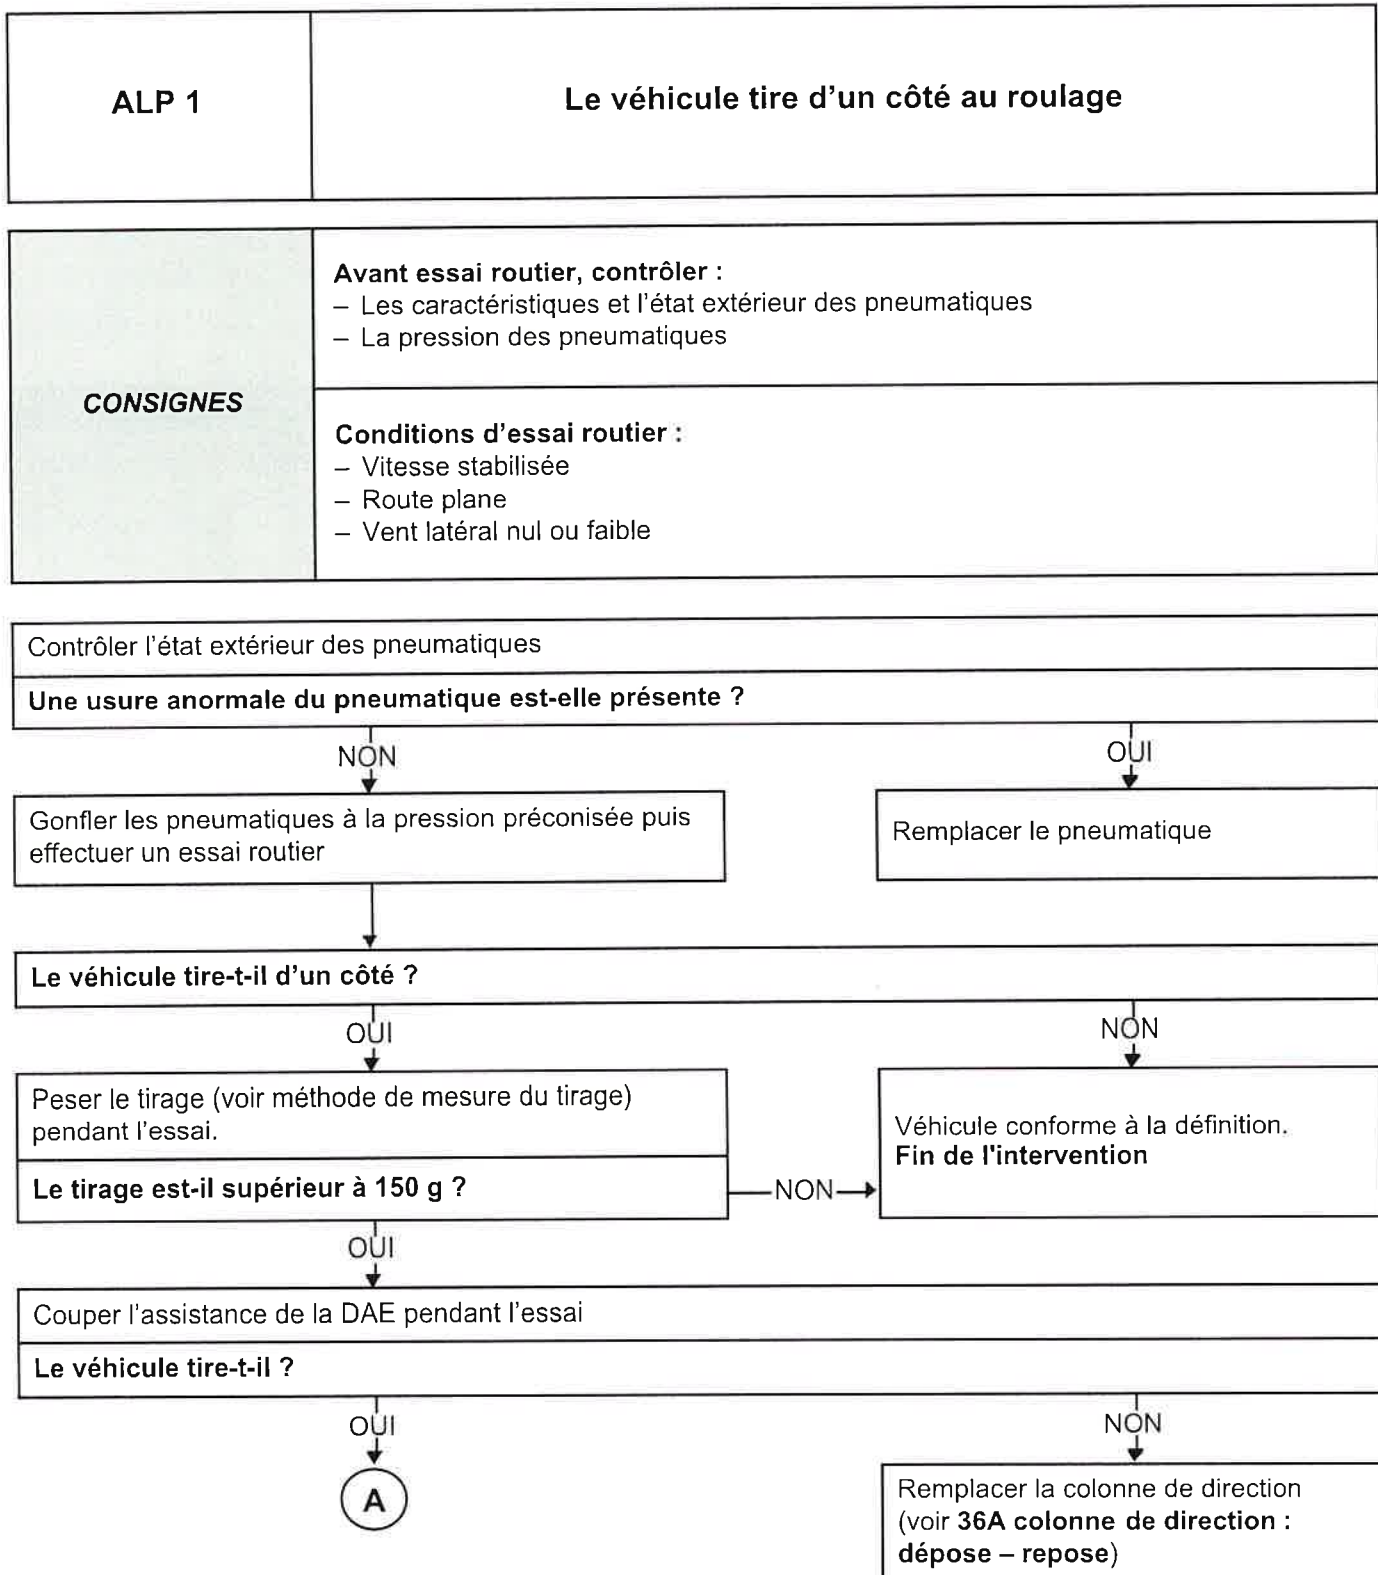 ALP 1
Le véhicule tire d'un côté au roulage
CONSIGNES
Avant essai routier, contrôler :
– Les caractéristiques et l'état extérieur des pneumatiques
– La pression des pneumatiques
Conditions d'essai routier :
– Vitesse stabilisée
– Route plane
– Vent latéral nul ou faible
Contrôler l'état extérieur des pneumatiques
Une usure anormale du pneumatique est-elle présente ?
NON
OUI
Gonfler les pneumatiques à la pression préconisée puis
effectuer un essai routier
Remplacer le pneumatique
Le véhicule tire-t-il d'un côté ?
OUI
NON
Peser le tirage (voir méthode de mesure du tirage)
pendant l'essai.
Le tirage est-il supérieur à 150 g ?
NON
Véhicule conforme à la définition.
Fin de l'intervention
OUI
Couper l'assistance de la DAE pendant l'essai
Le véhicule tire-t-il ?
OUI
NON
A
Remplacer la colonne de direction
(voir 36A colonne de direction :
dépose – repose)